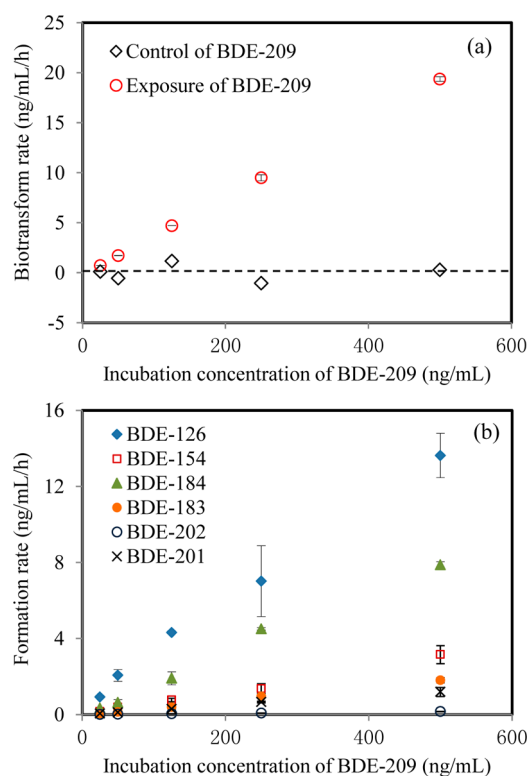 (a)
Control of BDE-209
Exposure of BDE-209
Biotransform rate (ng/mL/h)
25
20
15
10
5
0
-5
0
200
400
600
Incubation concentration of BDE-209 (ng/mL)
(b)
BDE-126
BDE-154
BDE-184
BDE-183
BDE-202
BDE-201
Formation rate (ng/mL/h)
16
12
8
4
0
0
200
400
600
Incubation concentration of BDE-209 (ng/mL)